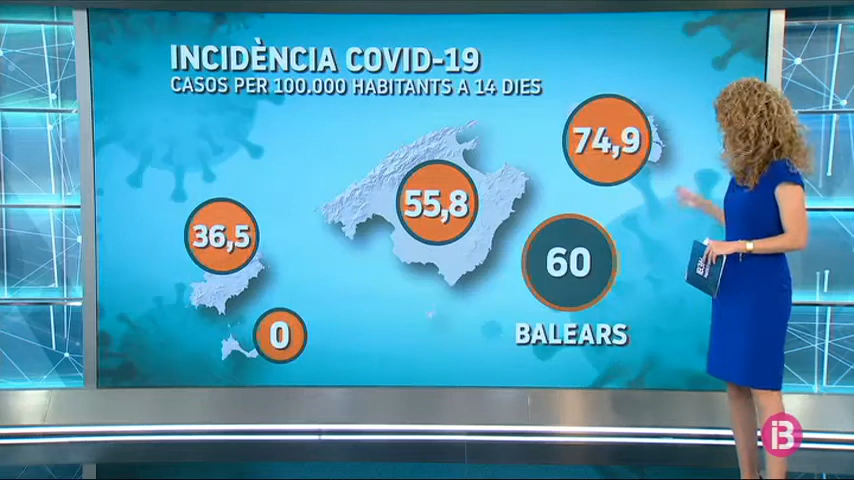 INCIDÈNCIA COVID-19
CASOS PER 100.000 HABITANTS A 14 DIES
74,9
55,8
36,5
60
0
BALEARS
IB